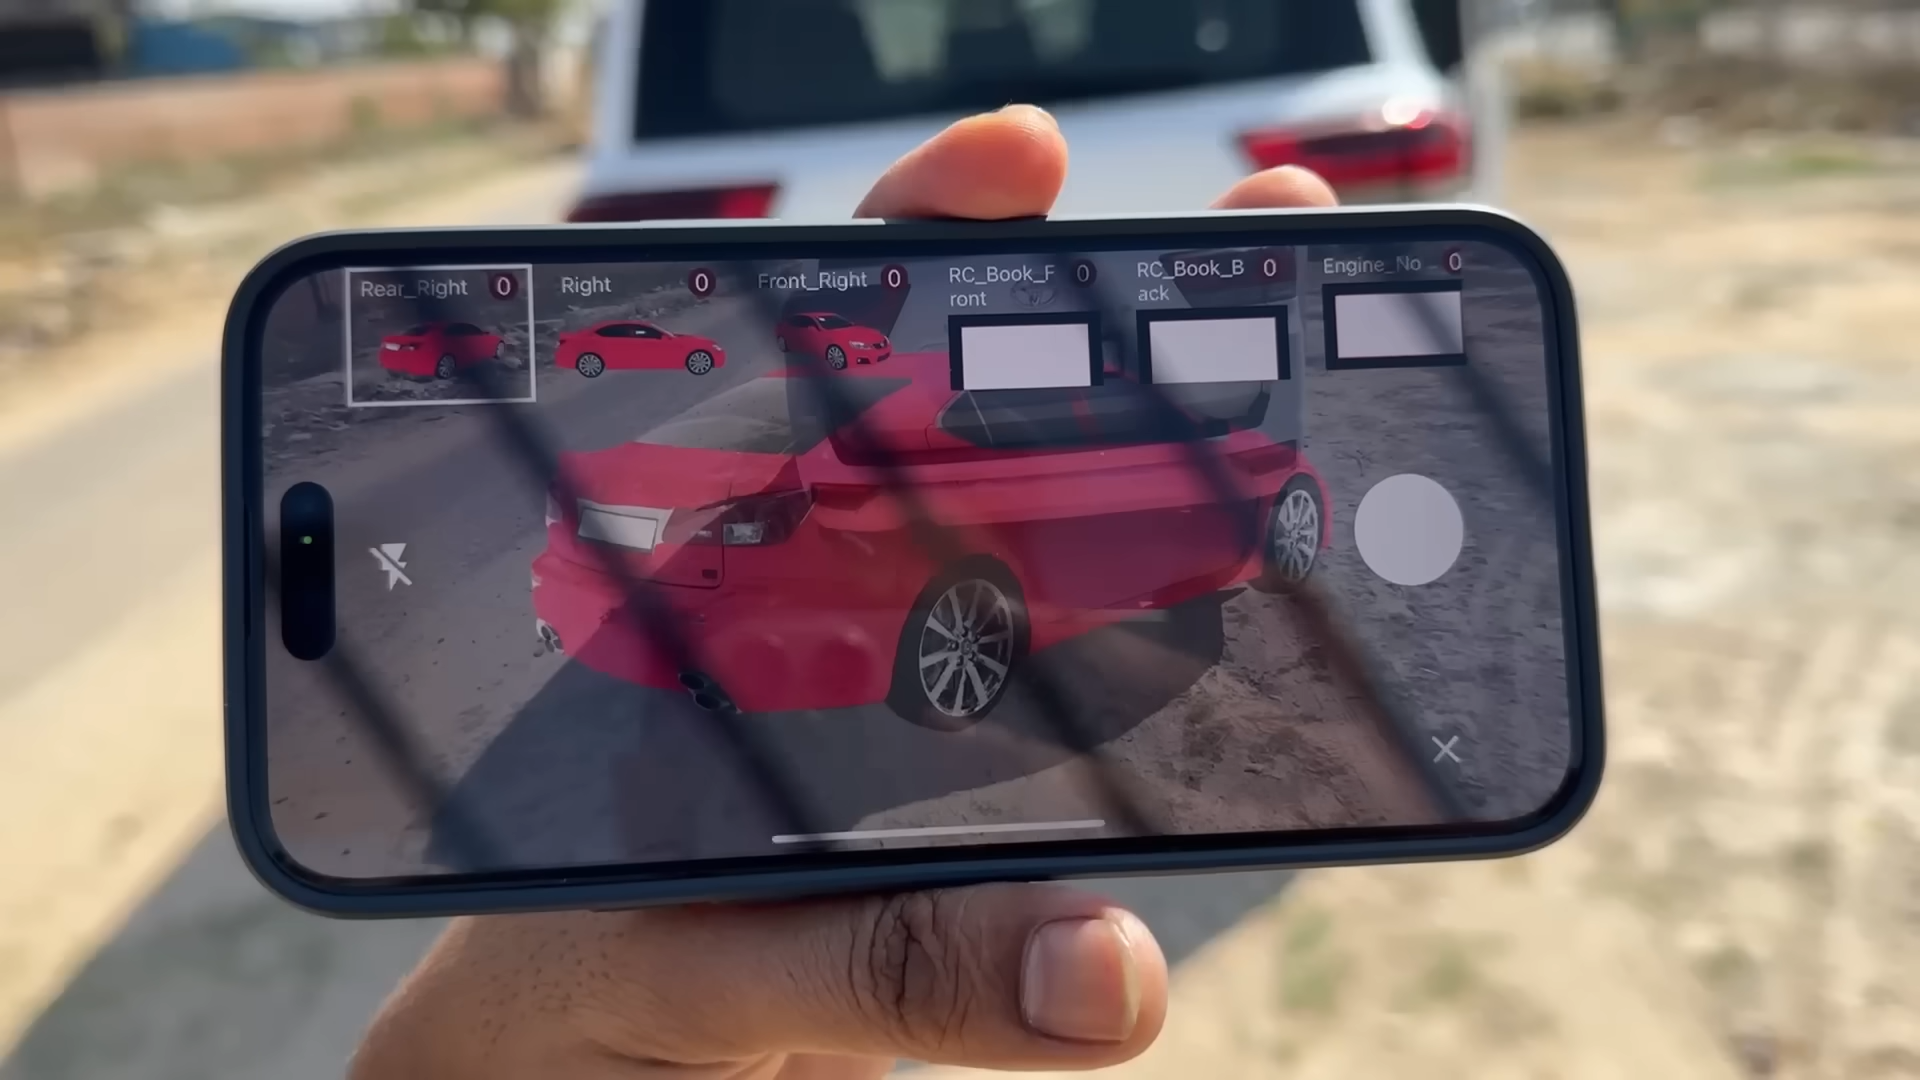 Rear_Right 0
Right 0
Front_Right 0
RC_Book_F 0
ront
RC_Book_B 0
ack
Engine_No 0